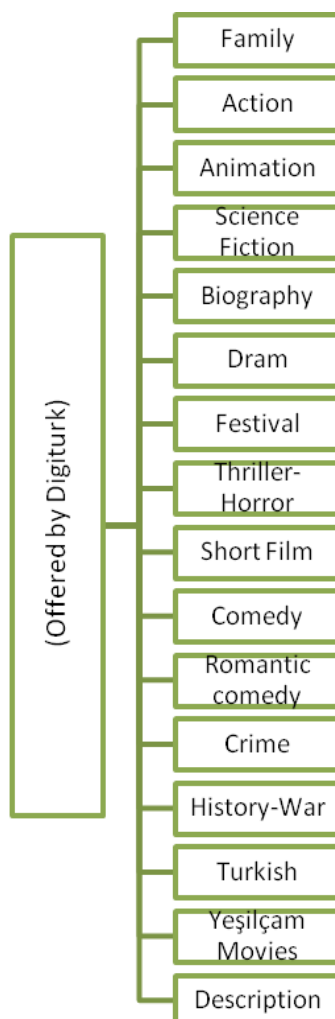 (Offered by Digiturk)
Family
Action
Animation
Science
Fiction
Biography
Dram
Festival
Thriller-
Horror
Short Film
Comedy
Romantic
comedy
Crime
History-War
Turkish
Yeşilçam
Movies
Description